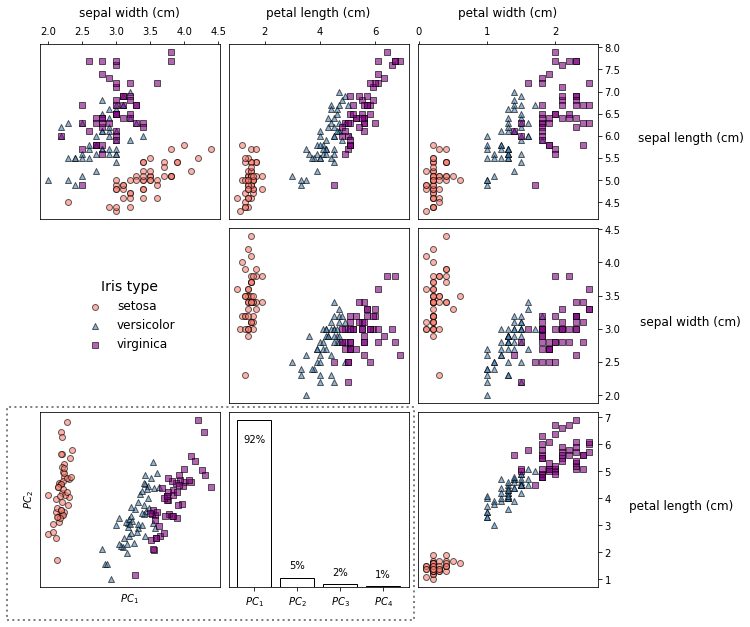 sepal width (cm) petal length (cm) petal width (cm)
2.0 2.5 3.0 3.5 4.0 4.5 2 4 6 0 1 2
8.0
7.5
7.0
6.5
6.0
sepal length (cm)
5.5
5.0
4.5
4.5
4.0
3.5
Iris type
setosa
versicolor
virginica
3.0
sepal width (cm)
2.5
2.0
7
92%
6
5
PC2
4
petal length (cm)
3
2
5% 2% 1%
1
PC1 PC1 PC2 PC3 PC4